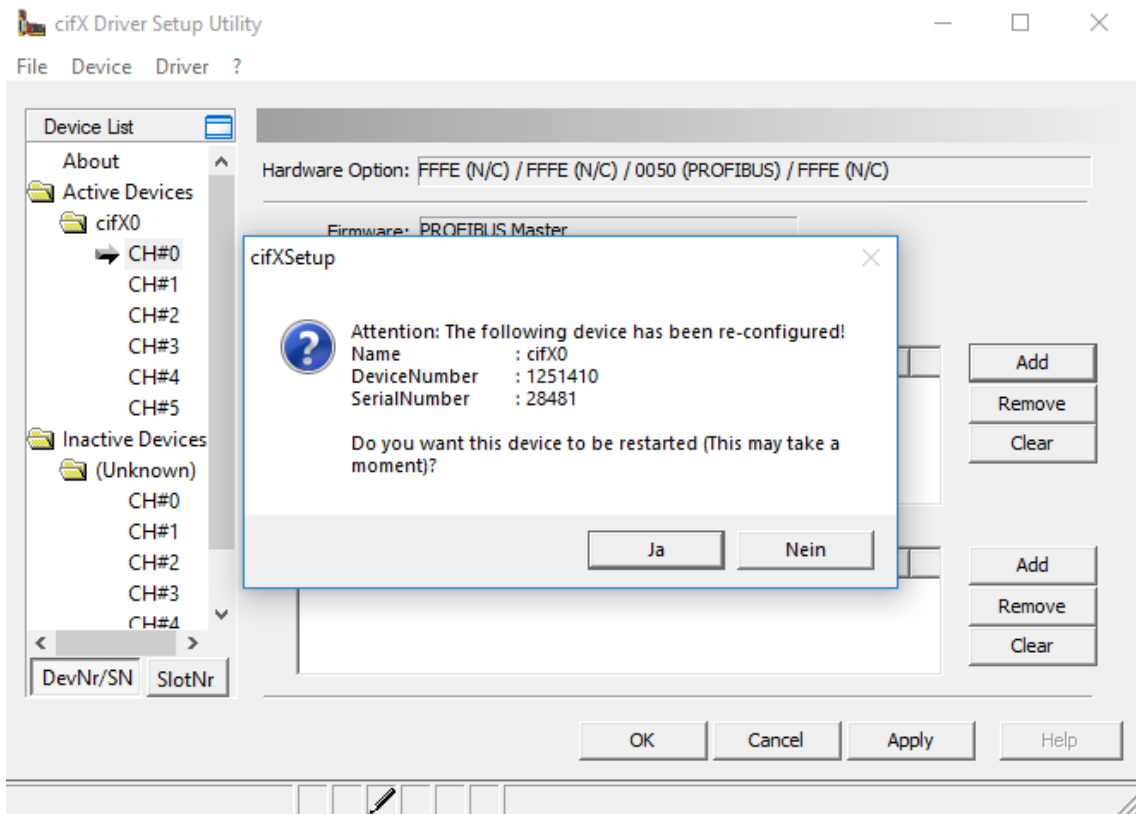 cifX Driver Setup Utility
File Device Driver ?
Device List
About
Active Devices
cifX0
CH#0
CH#1
CH#2
CH#3
CH#4
CH#5
Inactive Devices
(Unknown)
CH#0
CH#1
CH#2
CH#3
CH#4
DevNr/SN SlotNr
Hardware Option: FFFE (N/C) / FFFE (N/C) / 0050 (PROFIBUS) / FFFE (N/C)
Firmware: PROFIBUS Master
cifXSetup
Attention: The following device has been re-configured!
Name : cifX0
DeviceNumber : 1251410
SerialNumber : 28481
Do you want this device to be restarted (This may take a
moment)?
Ja Nein
Add
Remove
Clear
Add
Remove
Clear
OK Cancel Apply Help